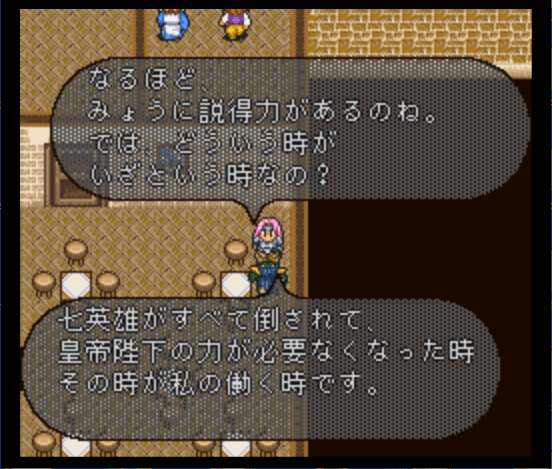 なるほど、
みょうに説得力があるのね。
では、どういう時が
いざという時なの？
七英雄がすべて倒されて、
皇帝陛下の力が必要なくなった時
その時が私の働く時です。